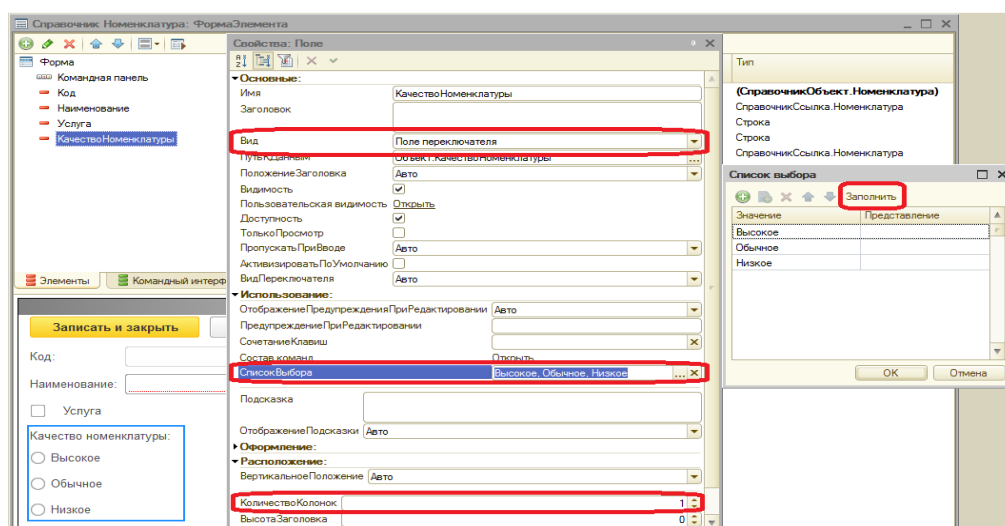 Справочник Номенклатура: ФормаЭлемента
Форма
Командная панель
Код
Наименование
Услуга
КачествоНоменклатуры
Элементы
Командный интерф
Записать и закрыть
Код:
Наименование:
Услуга
Качество номенклатуры:
Высокое
Обычное
Низкое
Свойства: Поле
Основные:
Имя КачествоНоменклатуры
Заголовок
Вид Поле переключателя
ПутьКДанным Объект.КачествоНоменклатуры ...
ПоложениеЗаголовка Авто
Видимость
Пользовательская видимость Открыть
Доступность
ТолькоПросмотр
ПропускатьПриВводе Авто
АктивизироватьПоУмолчанию
ВидПереключателя Авто
Использование:
ОтображениеПредупрежденияПриРедактировании Авто
ПредупреждениеПриРедактировании
СочетаниеКлавиш
Состав команд Открыть
СписокВыбора Высокое, Обычное, Низкое ...
Подсказка
ОтображениеПодсказки Авто
Оформление:
Расположение:
ВертикальноеПоложение Авто
КоличествоКолонок 1
ВысотаЗаголовка 0
Тип
(СправочникОбъект.Номенклатура)
СправочникСсылка.Номенклатура
Строка
Строка
СправочникСсылка.Номенклатура
Список выбора
Заполнить
Значение Представление
Высокое
Обычное
Низкое
OK Отмена